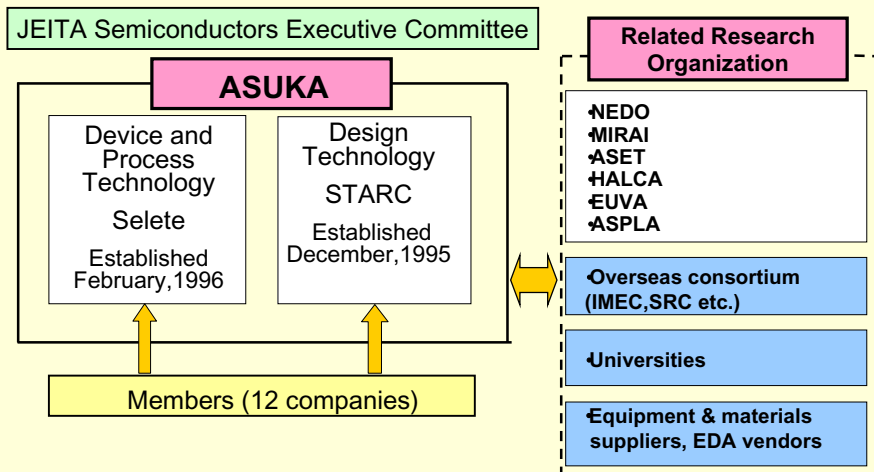 JEITA Semiconductors Executive Committee
ASUKA
Device and
Process
Technology
Selete
Established
February,1996
Design
Technology
STARC
Established
December,1995
Members (12 companies)
Related Research
Organization
•NEDO
•MIRAI
•ASET
•HALCA
•EUVA
•ASPLA
•Overseas consortium
(IMEC,SRC etc.)
•Universities
•Equipment & materials
suppliers, EDA vendors